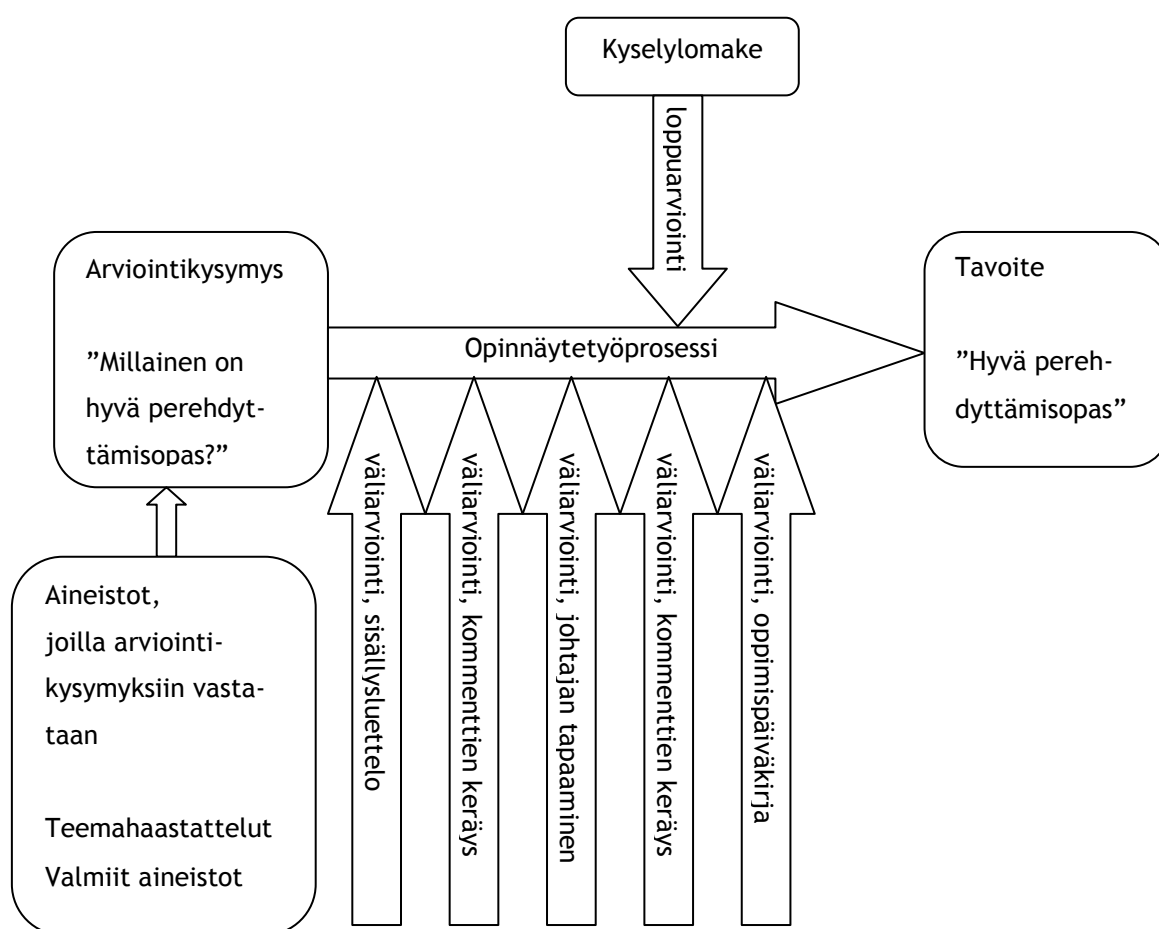 Kyselylomake
loppuarviointi
Arviointikysymys
”Millainen on
hyvä perehdyt-
tämisopas?”
Opinnäytetyöprosessi
Tavoite
”Hyvä pereh-
dyttämisopas”
Aineistot,
joilla arviointi-
kysymyksiin vasta-
taan
Teemahaastattelut
Valmiit aineistot
väliarviointi, sisällysluettelo
väliarviointi, kommenttien keräys
väliarviointi, johtajan tapaaminen
väliarviointi, kommenttien keräys
väliarviointi, oppimispäiväkirja